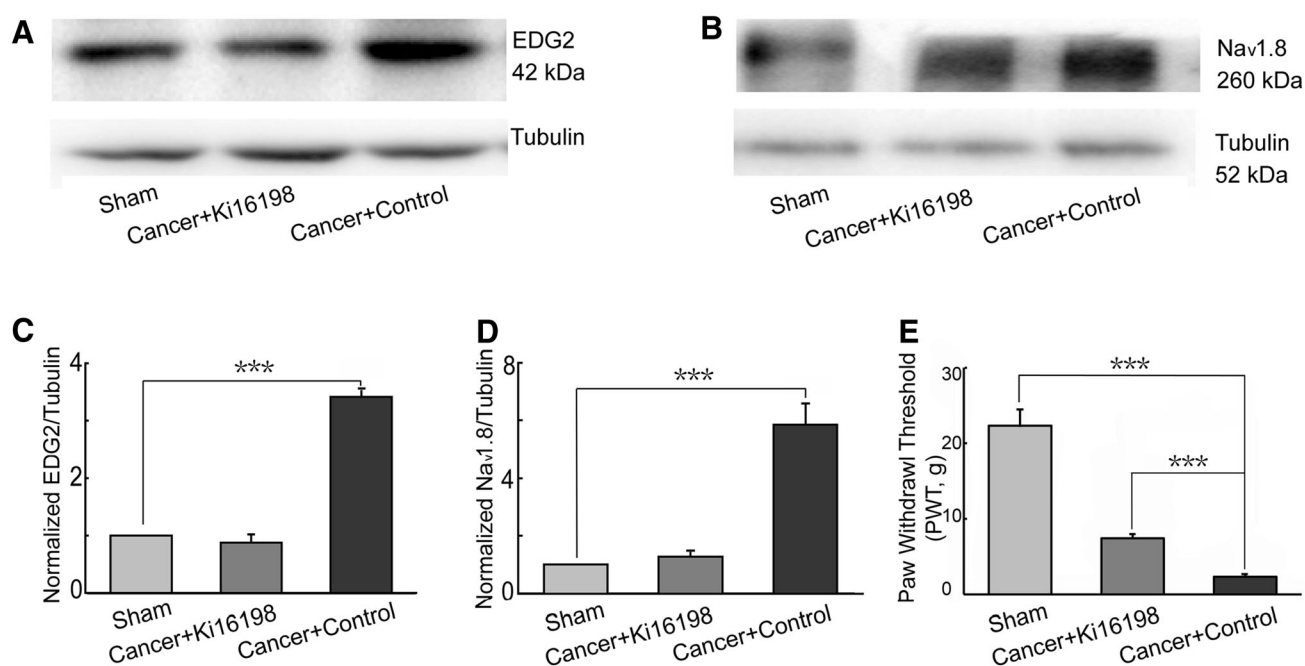 A
EDG2
42 kDa
Tubulin
Sham
Cancer+Ki16198
Cancer+Control
B
Nav1.8
260 kDa
Tubulin
52 kDa
Sham
Cancer+Ki16198
Cancer+Control
C
Normalized EDG2/Tubulin
4
2
0
***
Sham
Cancer+Ki16198
Cancer+Control
D
Normalized Nav1.8/Tubulin
8
4
0
***
Sham
Cancer+Ki16198
Cancer+Control
E
Paw Withdrawl Threshold
(PWT, g)
30
20
10
0
***
***
Sham
Cancer+Ki16198
Cancer+Control